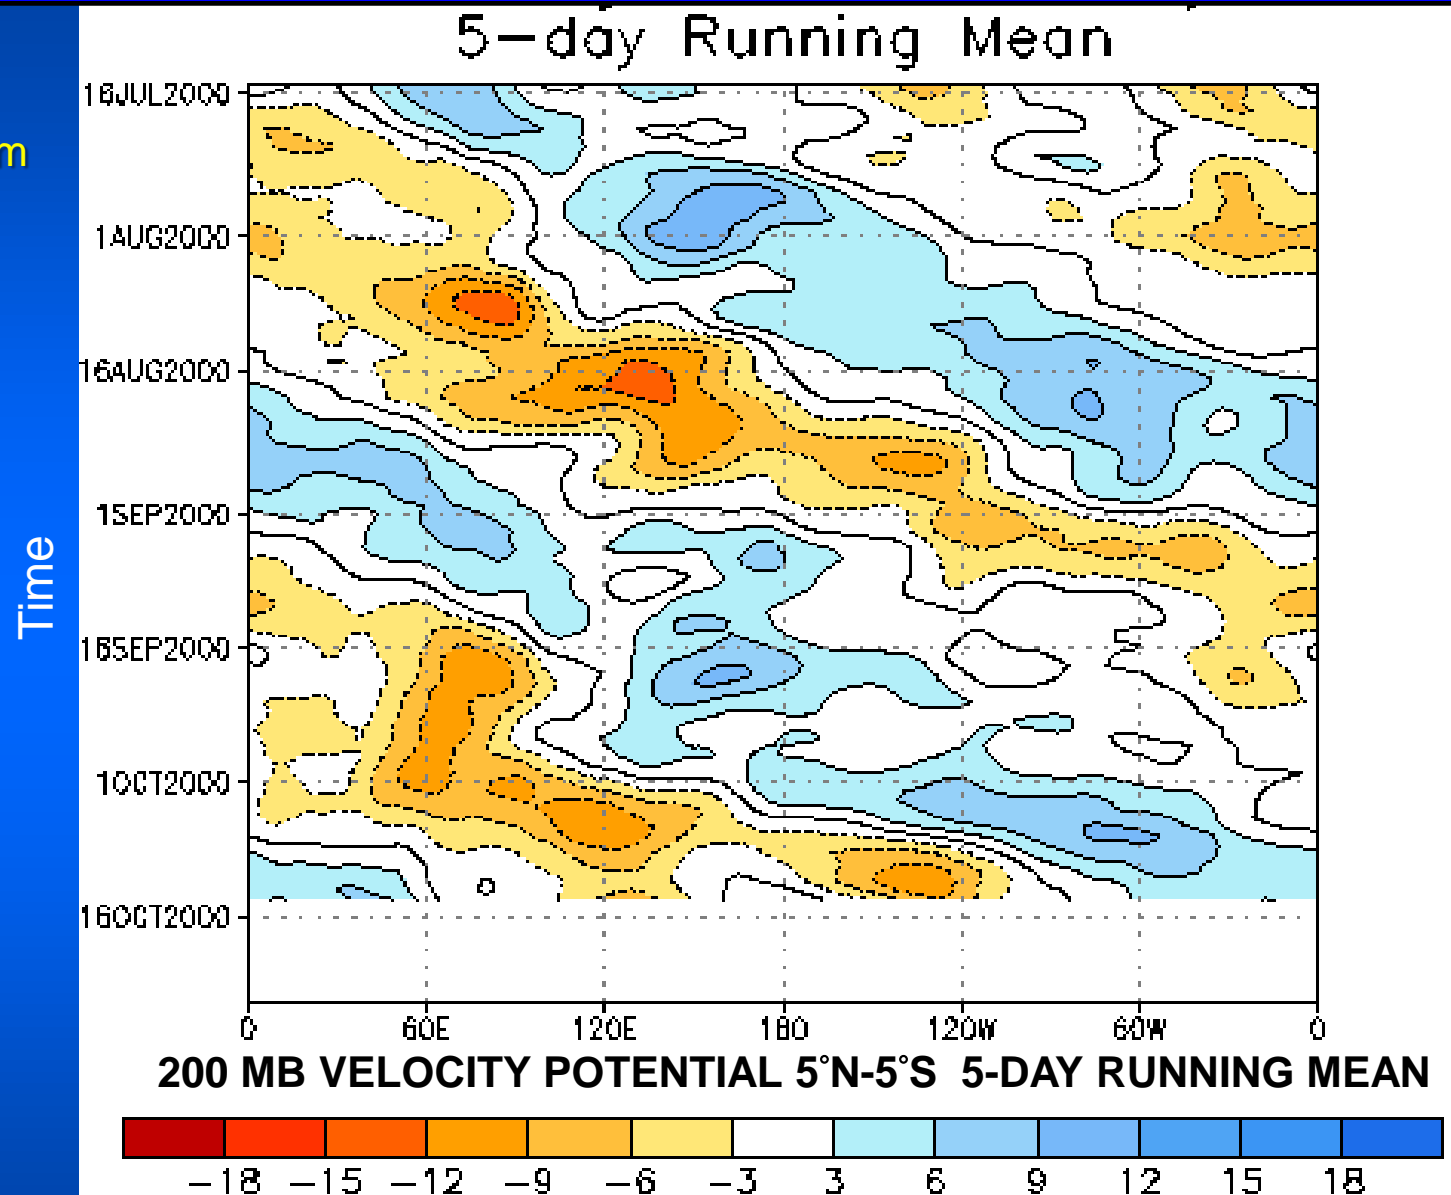 5-day Running Mean
m
Time
16JUL2000
1AUG2000
16AUG2000
1SEP2000
16SEP2000
1OCT2000
16OCT2000
0 60E 120E 180 120W 60W 0
200 MB VELOCITY POTENTIAL 5°N-5°S 5-DAY RUNNING MEAN
-18 -15 -12 -9 -6 -3 3 6 9 12 15 18